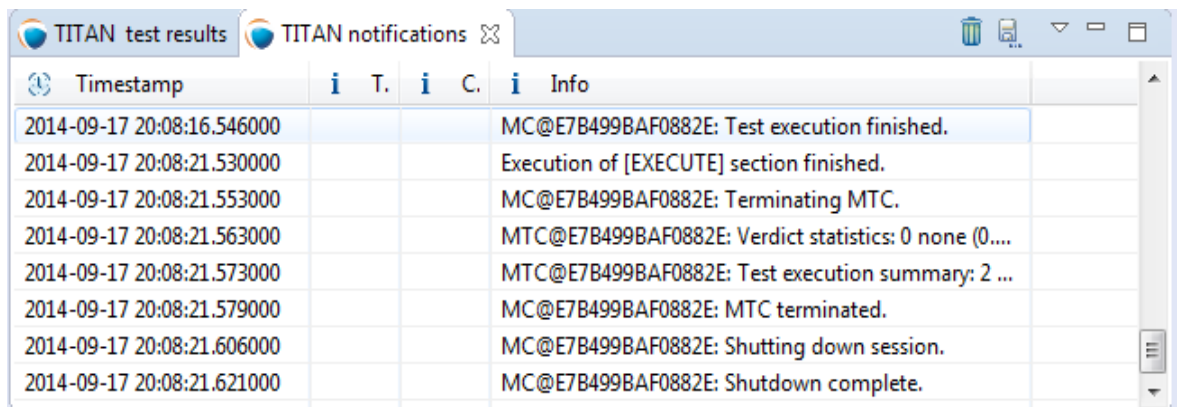 TITAN test results TITAN notifications
Timestamp i T. i C. i Info
2014-09-17 20:08:16.546000 MC@E7B499BAF0882E: Test execution finished.
2014-09-17 20:08:21.530000 Execution of [EXECUTE] section finished.
2014-09-17 20:08:21.553000 MC@E7B499BAF0882E: Terminating MTC.
2014-09-17 20:08:21.563000 MTC@E7B499BAF0882E: Verdict statistics: 0 none (0....
2014-09-17 20:08:21.573000 MTC@E7B499BAF0882E: Test execution summary: 2 ...
2014-09-17 20:08:21.579000 MC@E7B499BAF0882E: MTC terminated.
2014-09-17 20:08:21.606000 MC@E7B499BAF0882E: Shutting down session.
2014-09-17 20:08:21.621000 MC@E7B499BAF0882E: Shutdown complete.